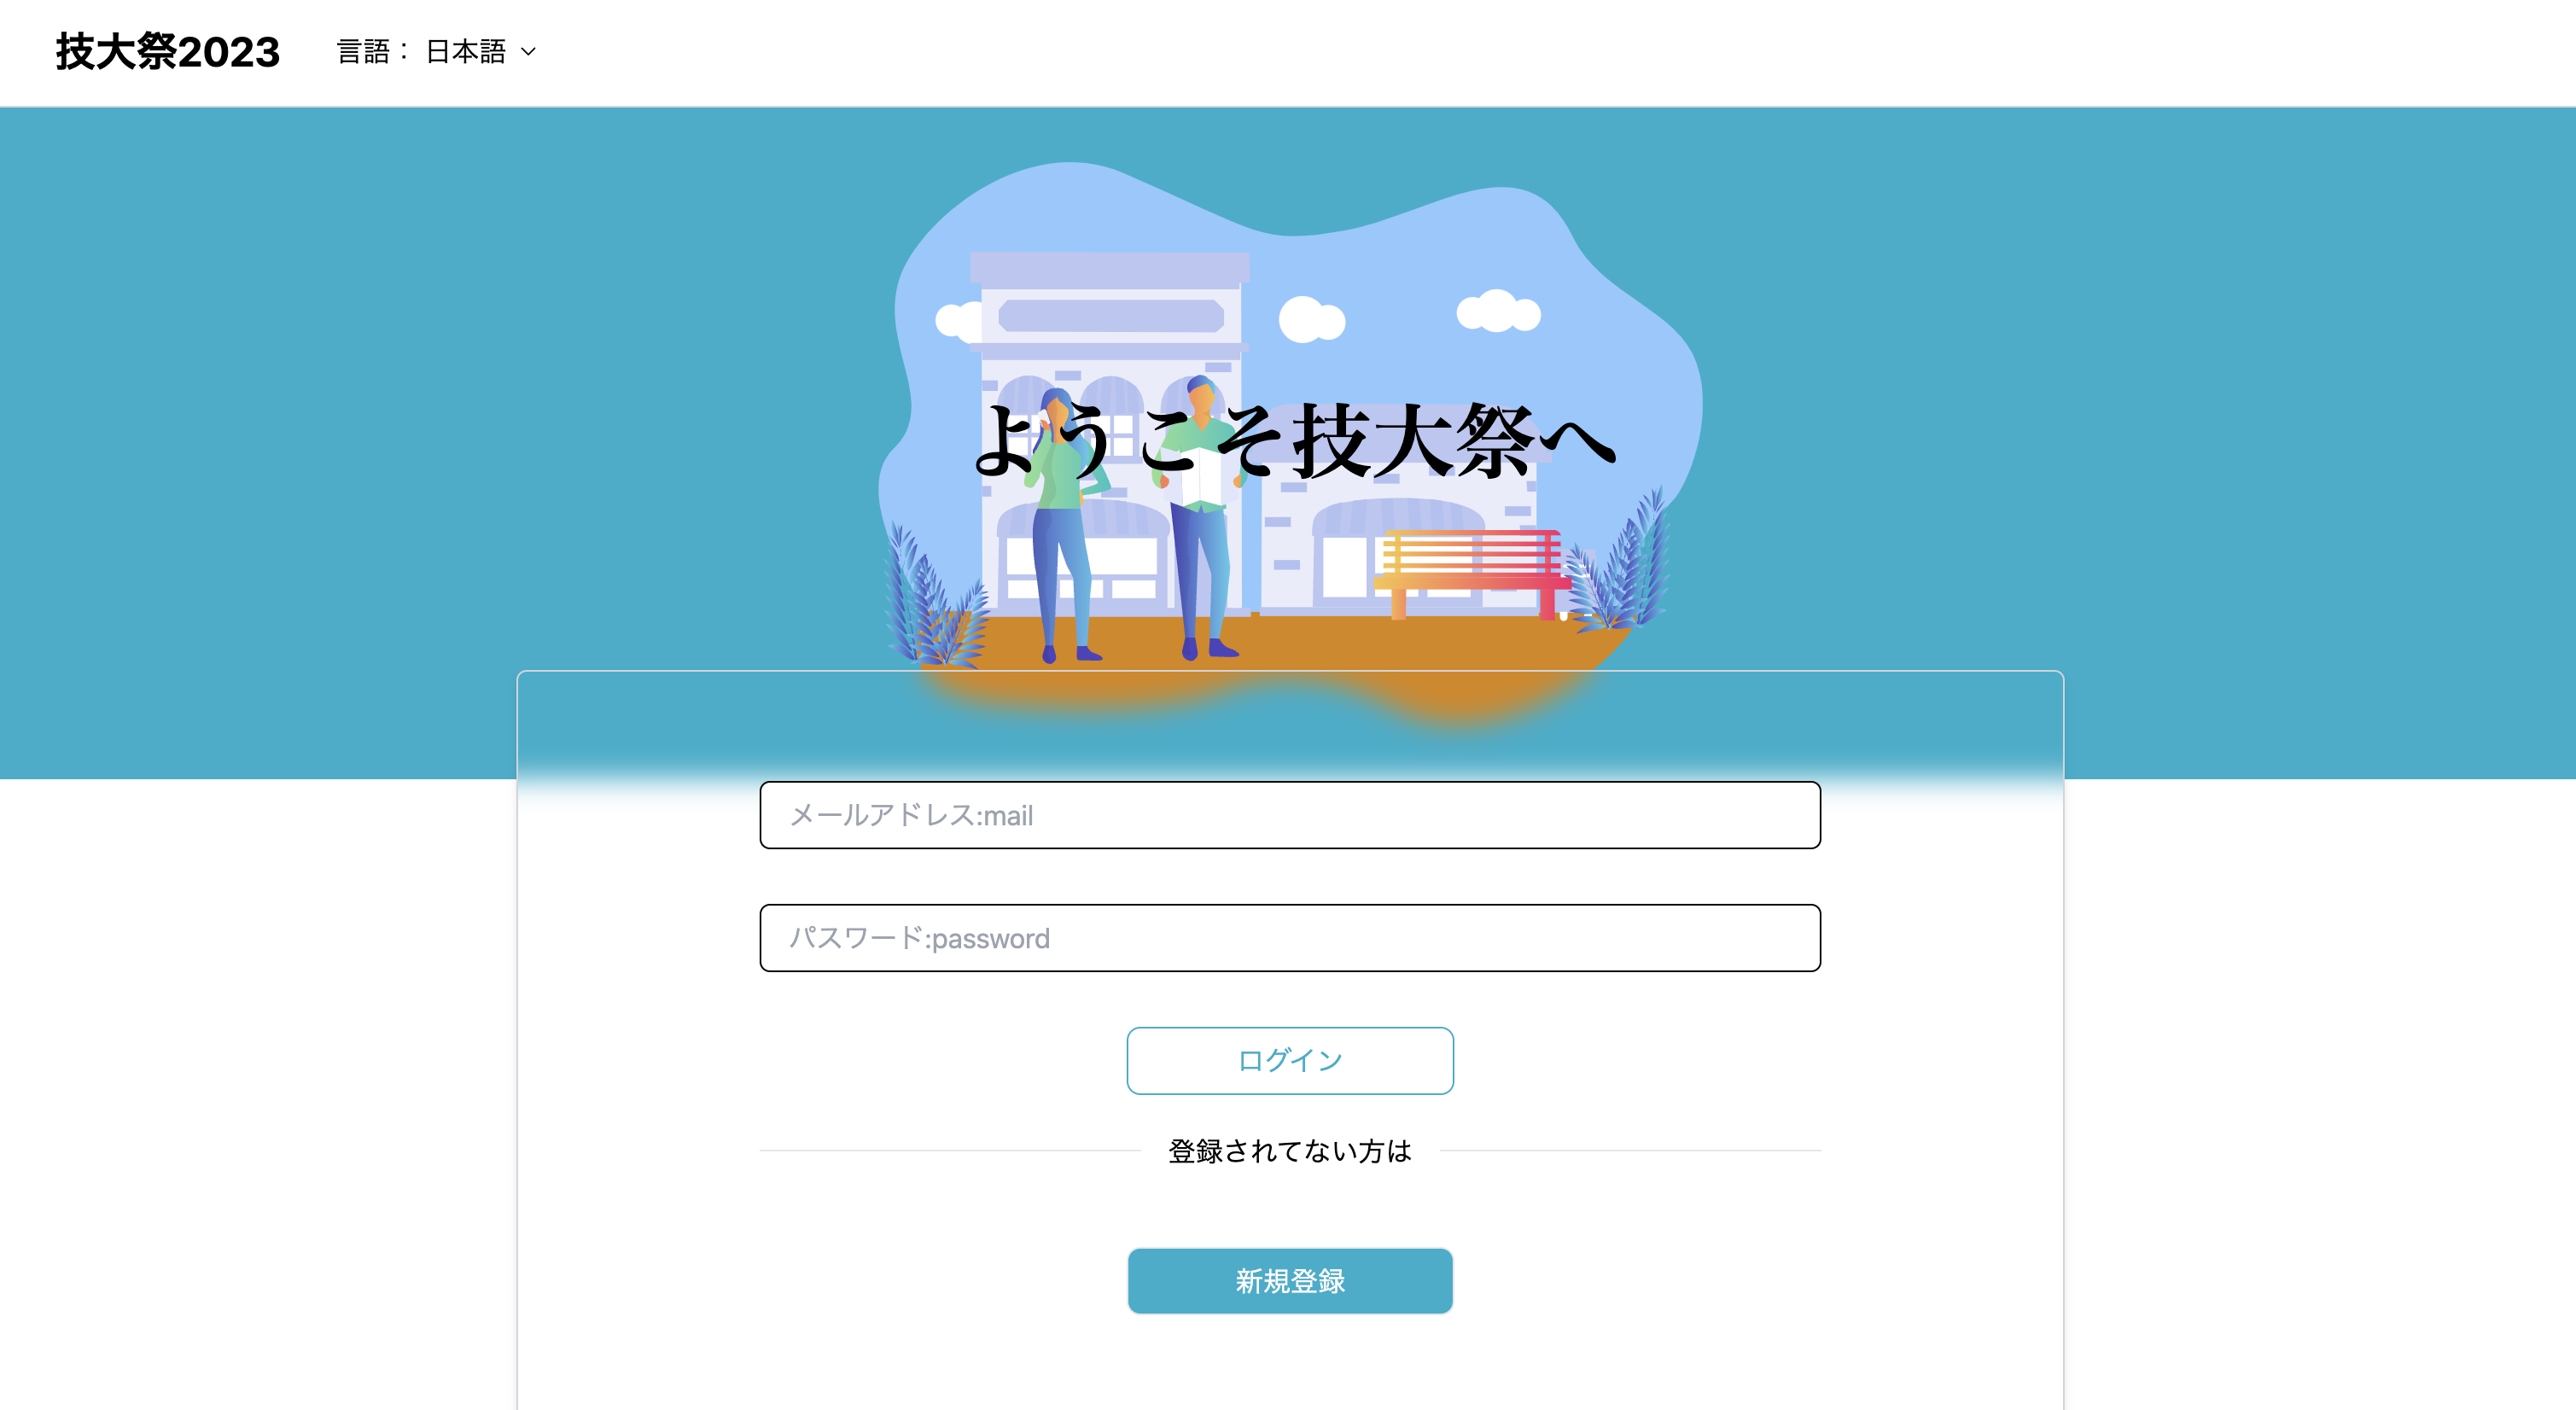 技大祭2023
言語： 日本語
ようこそ技大祭へ
メールアドレス:mail
パスワード:password
ログイン
登録されてない方は
新規登録